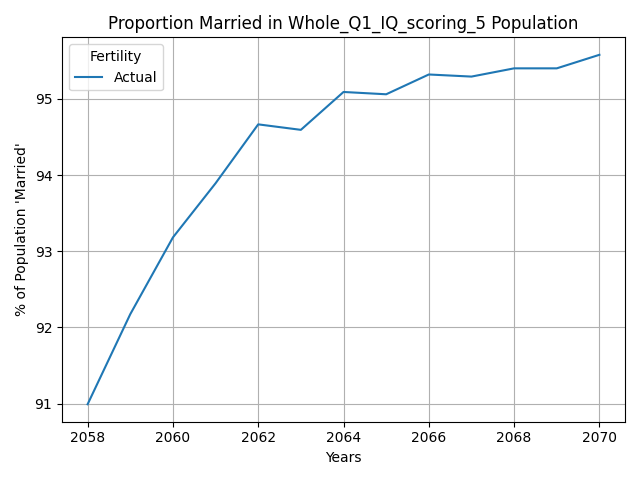 Proportion Married in Whole_Q1_IQ_scoring_5 Population
Fertility
Actual
% of Population 'Married'
95
94
93
92
91
2058 2060 2062 2064 2066 2068 2070
Years